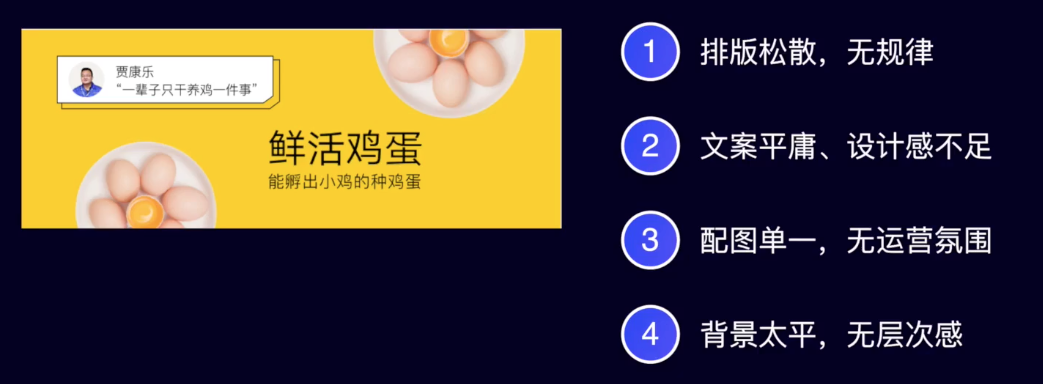 贾康乐
“一辈子只干养鸡一件事”
鲜活鸡蛋
能孵出小鸡的种鸡蛋
1 排版松散，无规律
2 文案平庸、设计感不足
3 配图单一，无运营氛围
4 背景太平，无层次感